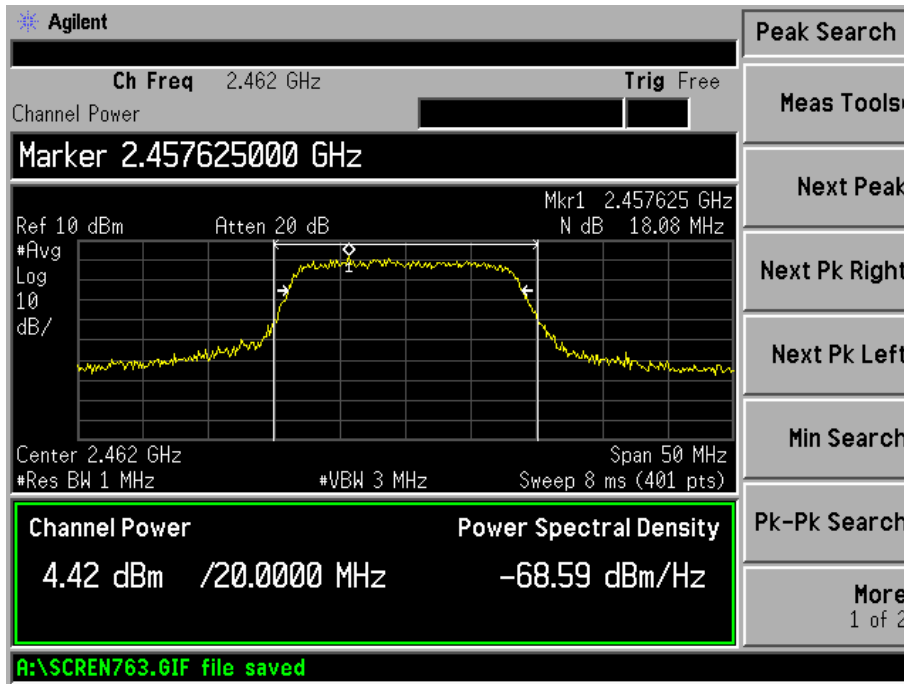 Agilent
Peak Search
Ch Freq 2.462 GHz Trig Free
Channel Power
Meas Tools
Marker 2.457625000 GHz
Next Peak
Mkr1 2.457625 GHz
Ref 10 dBm Atten 20 dB N dB 18.08 MHz
#Avg
Log
10
dB/
1
Next Pk Right
Next Pk Left
Min Search
Center 2.462 GHz Span 50 MHz
#Res BW 1 MHz #VBW 3 MHz Sweep 8 ms (401 pts)
Pk-Pk Search
Channel Power Power Spectral Density
4.42 dBm /20.0000 MHz -68.59 dBm/Hz
More
1 of 2
A:\SCREN763.GIF file saved